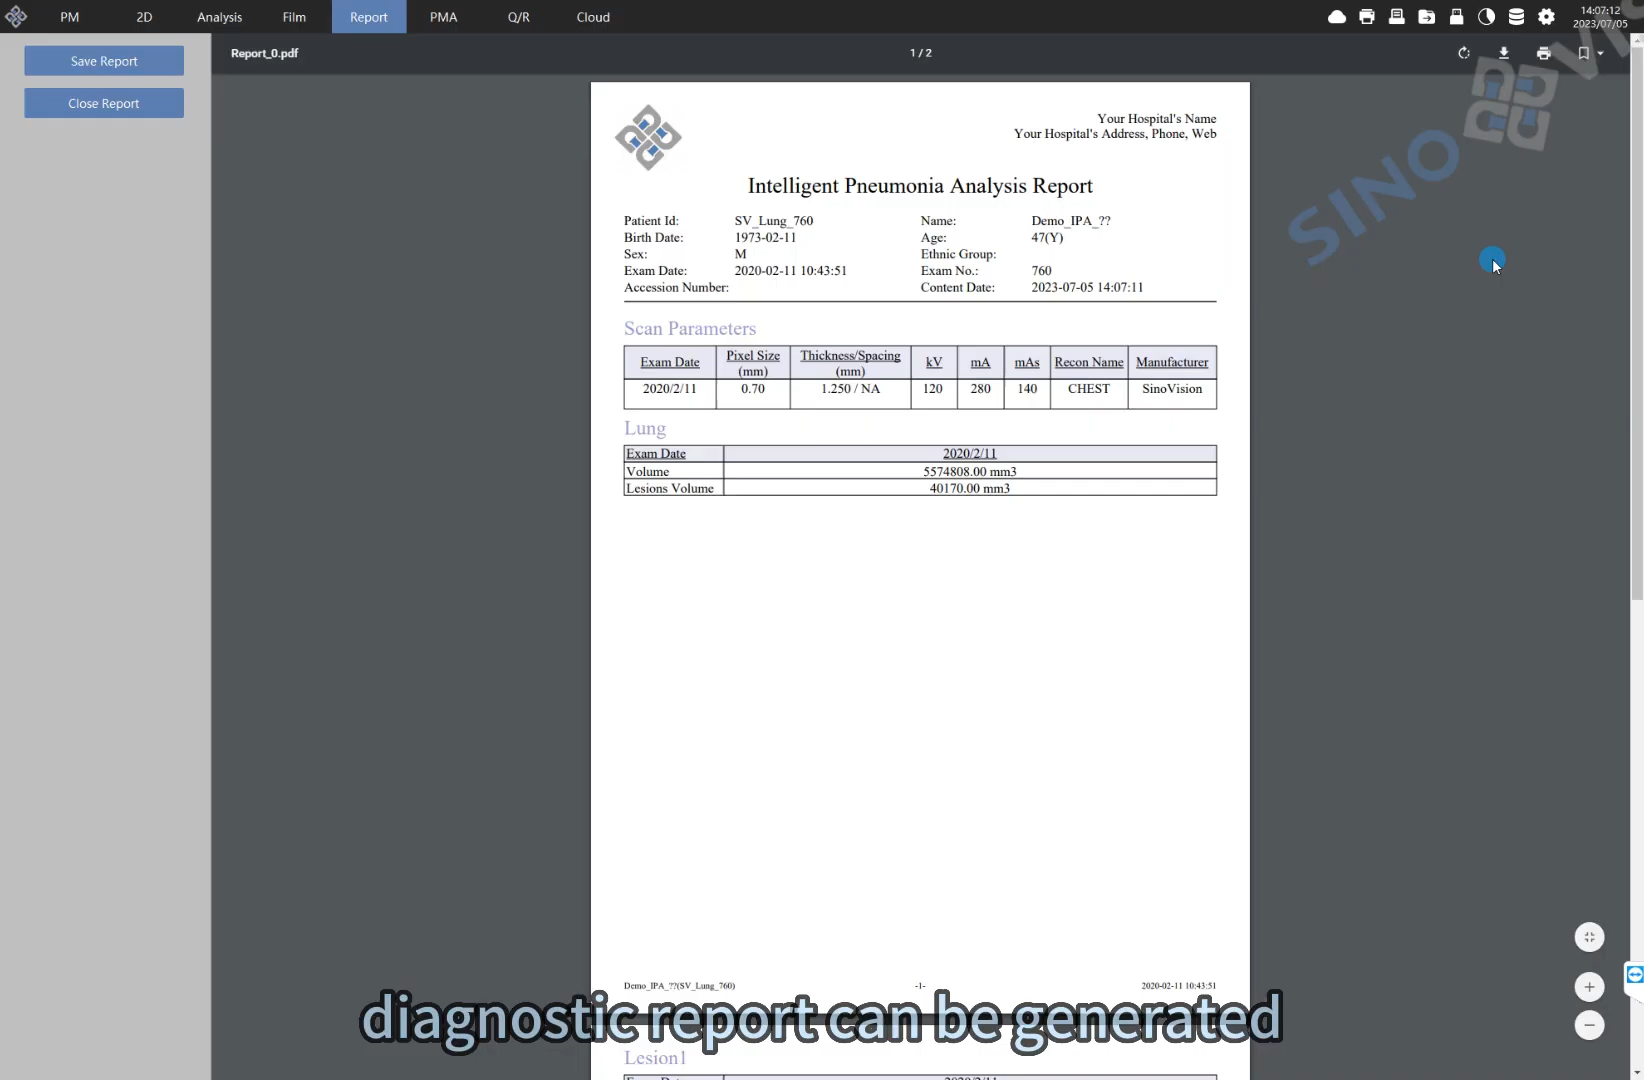 PM 2D Analysis Film Report PMA Q/R Cloud
14:07:12
2023/07/05
Save Report
Close Report
Report_0.pdf 1 / 2
Your Hospital's Name
Your Hospital's Address, Phone, Web
Intelligent Pneumonia Analysis Report
Patient Id: SV_Lung_760 Name: Demo_IPA_??
Birth Date: 1973-02-11 Age: 47(Y)
Sex: M Ethnic Group:
Exam Date: 2020-02-11 10:43:51 Exam No.: 760
Accession Number: Content Date: 2023-07-05 14:07:11
Scan Parameters
Exam Date Pixel Size (mm) Thickness/Spacing (mm) kV mA mAs Recon Name Manufacturer
2020/2/11 0.70 1.250 / NA 120 280 140 CHEST SinoVision
Lung
Exam Date 2020/2/11
Volume 5574808.00 mm3
Lesions Volume 40170.00 mm3
Demo_IPA_??(SV_Lung_760) -1- 2020-02-11 10:43:51
diagnostic report can be generated
Lesion1
Exam Date 2020/2/11
SINO